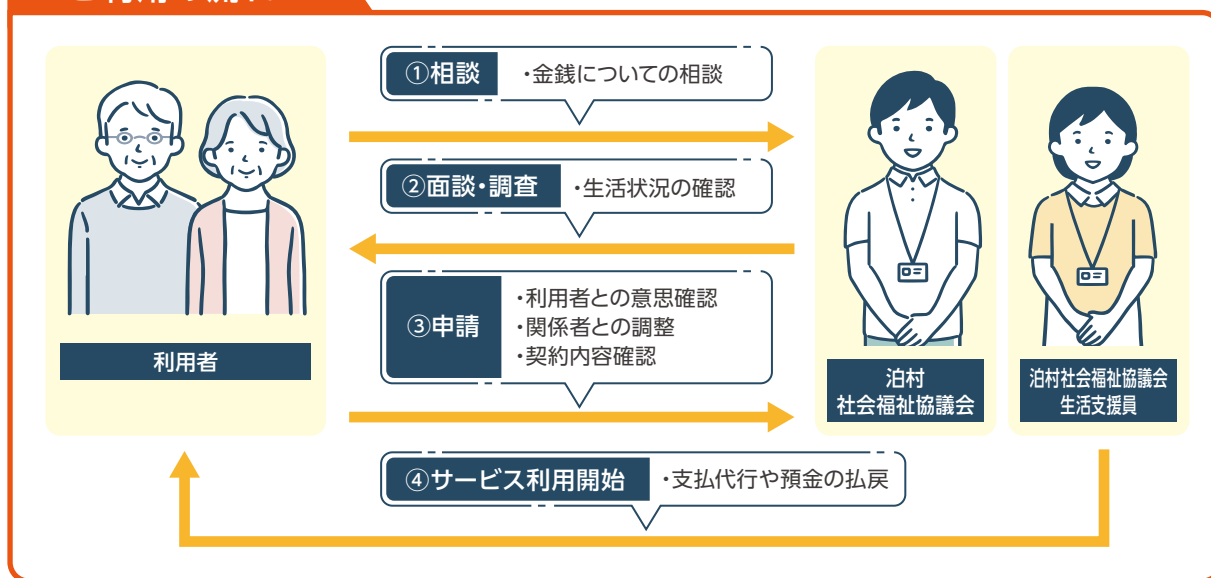 ①相談 ・金銭についての相談
②面談・調査 ・生活状況の確認
③申請
・利用者との意思確認
・関係者との調整
・契約内容確認
利用者
泊村
社会福祉協議会
泊村社会福祉協議会
生活支援員
④サービス利用開始 ・支払代行や預金の払戻